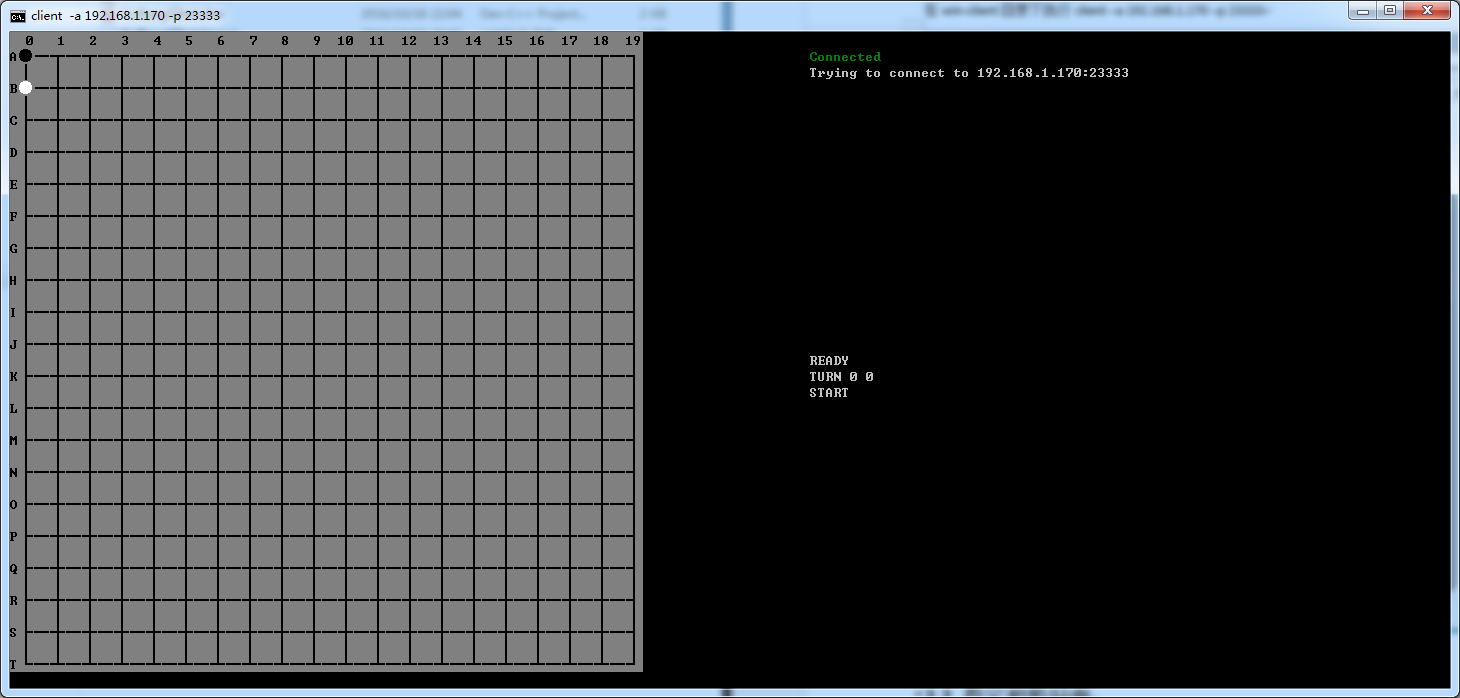 client -a 192.168.1.170 -p 23333
0 1 2 3 4 5 6 7 8 9 10 11 12 13 14 15 16 17 18 19
A
B
C
D
E
F
G
H
I
J
K
L
M
N
O
P
Q
R
S
T
Connected
Trying to connect to 192.168.1.170:23333
READY
TURN 0 0
START